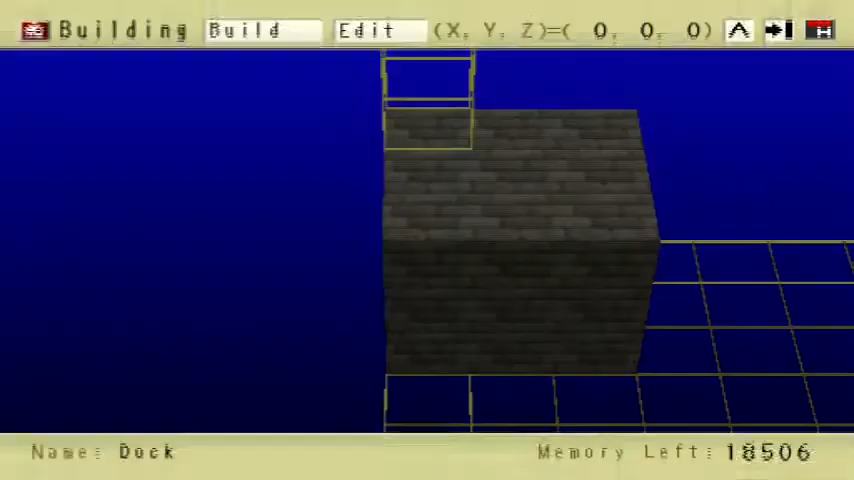 Building Build Edit (X, Y, Z)=( 0, 0, 0)
Name: Dock Memory Left: 18506